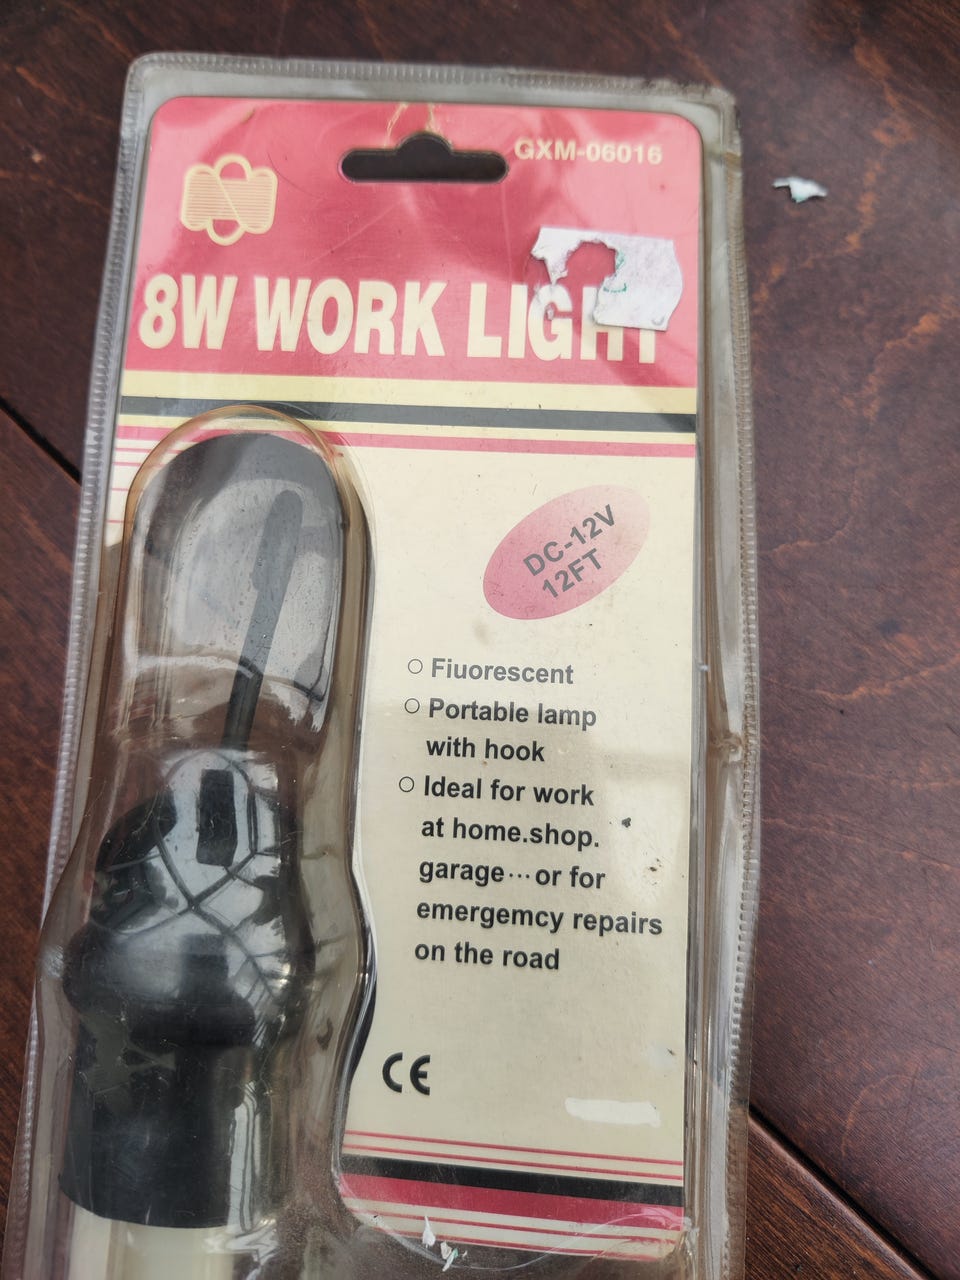 GXM-06016
8W WORK LIGHT
DC-12V
12FT
○ Fiuorescent
○ Portable lamp
with hook
○ Ideal for work
at home.shop.
garage···or for
emergemcy repairs
on the road
CE